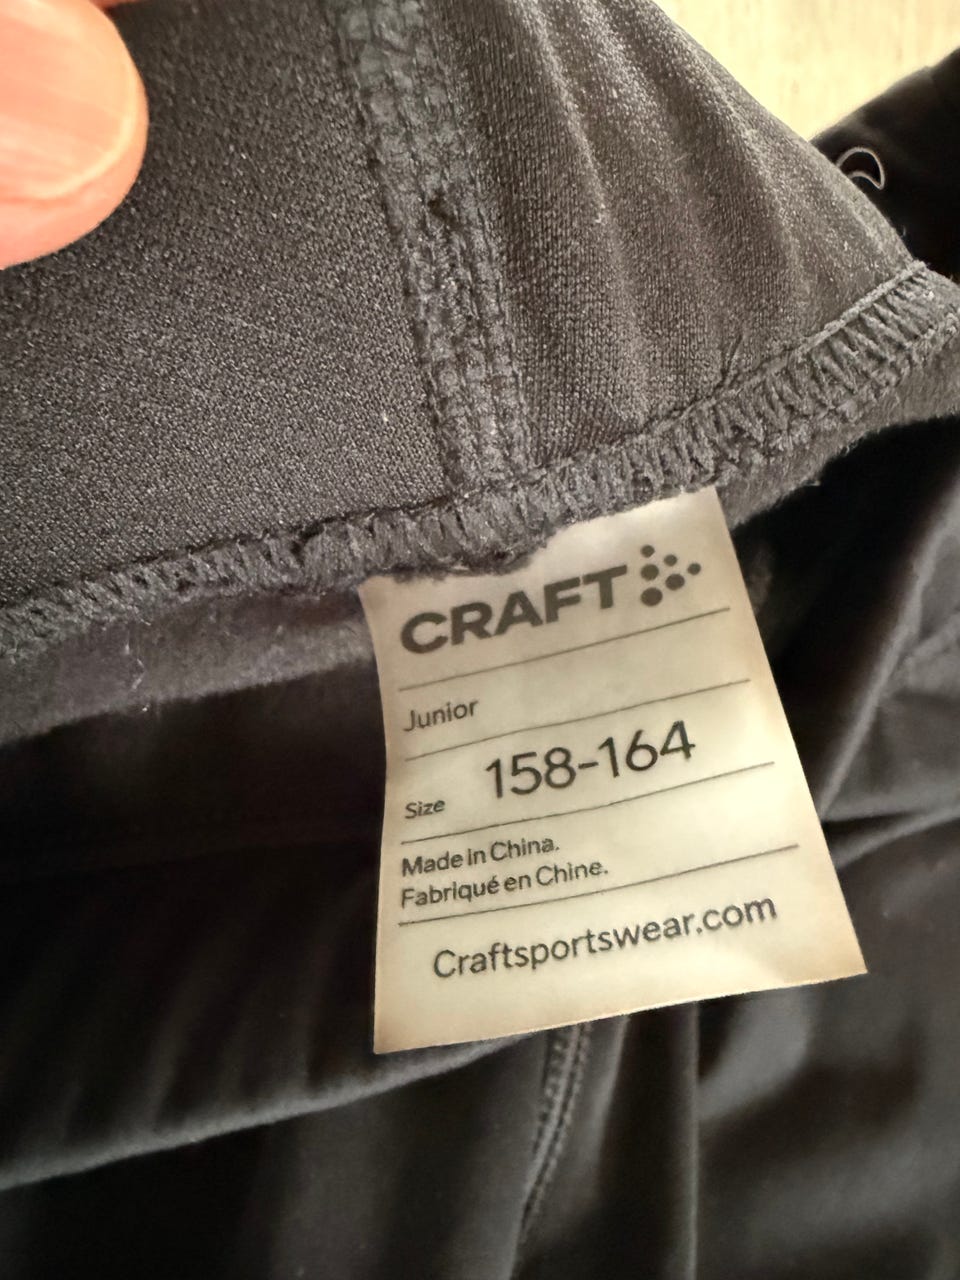 CRAFT
Junior
Size 158-164
Made in China.
Fabriqué en Chine.
Craftsportswear.com